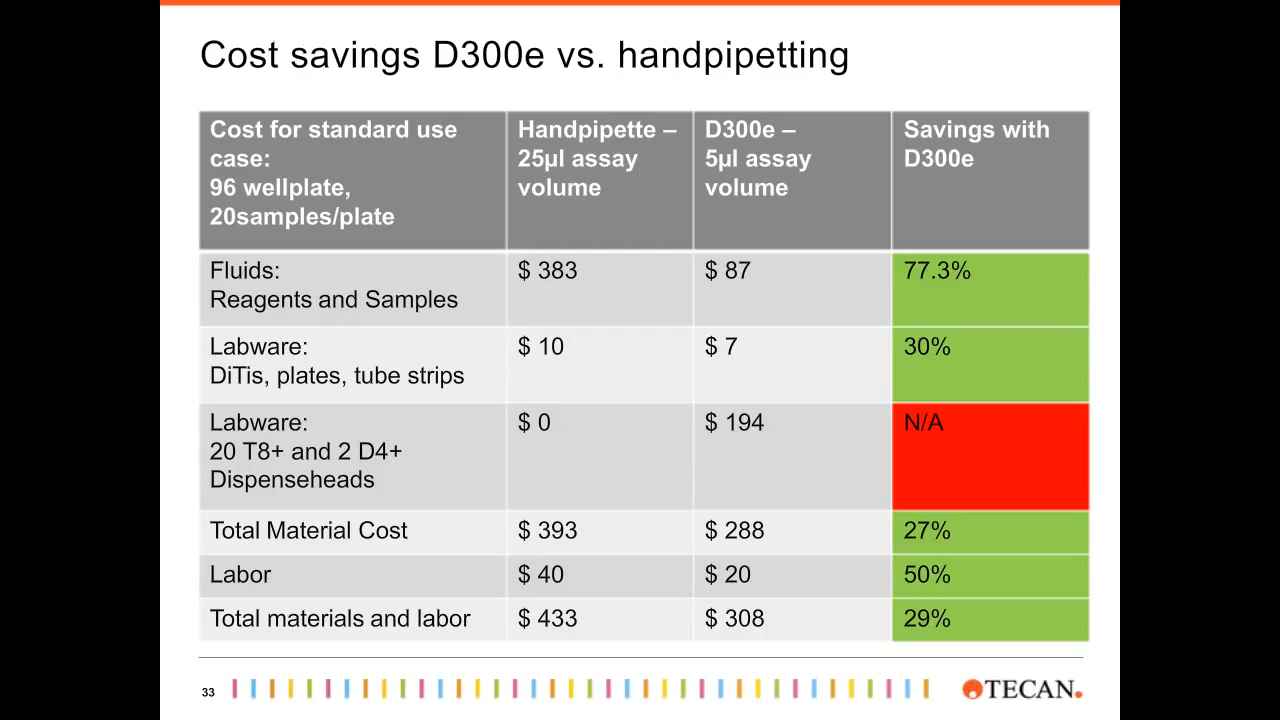 Cost savings D300e vs. handpipetting
Cost for standard use
case:
96 wellplate,
20samples/plate
Handpipette –
25µl assay
volume
D300e –
5µl assay
volume
Savings with
D300e
Fluids:
Reagents and Samples
$ 383
$ 87
77.3%
Labware:
DiTis, plates, tube strips
$ 10
$ 7
30%
Labware:
20 T8+ and 2 D4+
Dispenseheads
$ 0
$ 194
N/A
Total Material Cost
$ 393
$ 288
27%
Labor
$ 40
$ 20
50%
Total materials and labor
$ 433
$ 308
29%
33
TECAN.